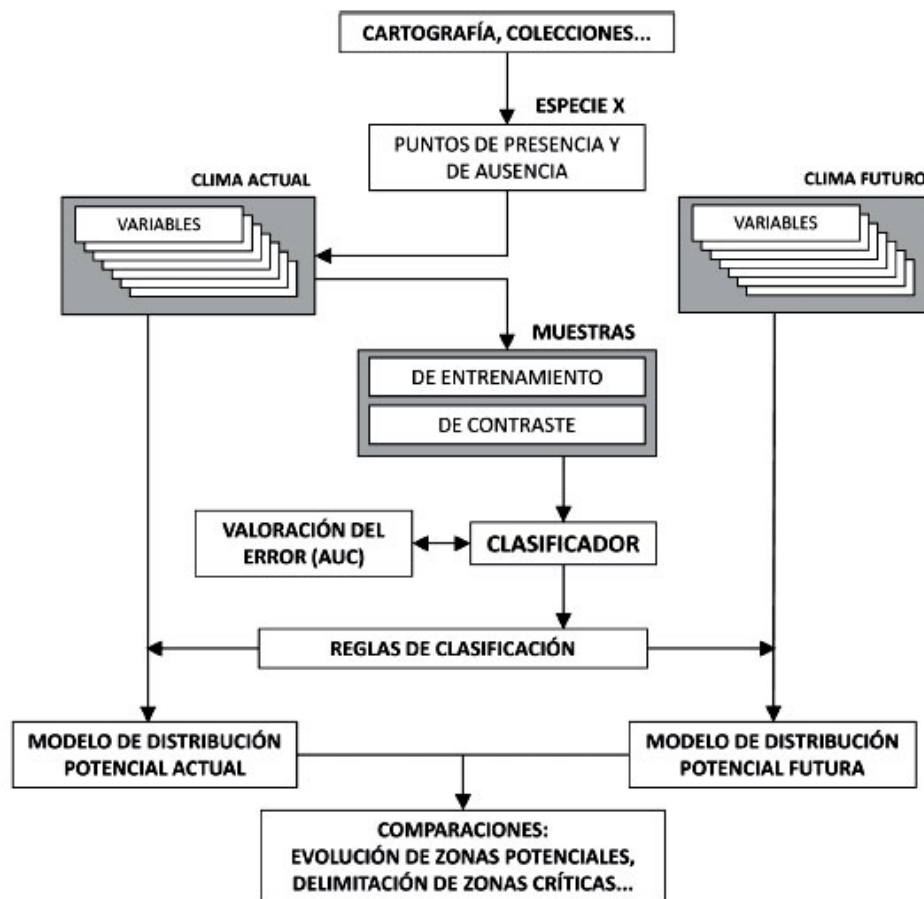 CARTOGRAFÍA, COLECCIONES...
ESPECIE X
PUNTOS DE PRESENCIA Y
DE AUSENCIA
CLIMA ACTUAL
VARIABLES
CLIMA FUTURO
VARIABLES
MUESTRAS
DE ENTRENAMIENTO
DE CONTRASTE
VALORACIÓN DEL
ERROR (AUC)
CLASIFICADOR
REGLAS DE CLASIFICACIÓN
MODELO DE DISTRIBUCIÓN
POTENCIAL ACTUAL
MODELO DE DISTRIBUCIÓN
POTENCIAL FUTURA
COMPARACIONES:
EVOLUCIÓN DE ZONAS POTENCIALES,
DELIMITACIÓN DE ZONAS CRÍTICAS...